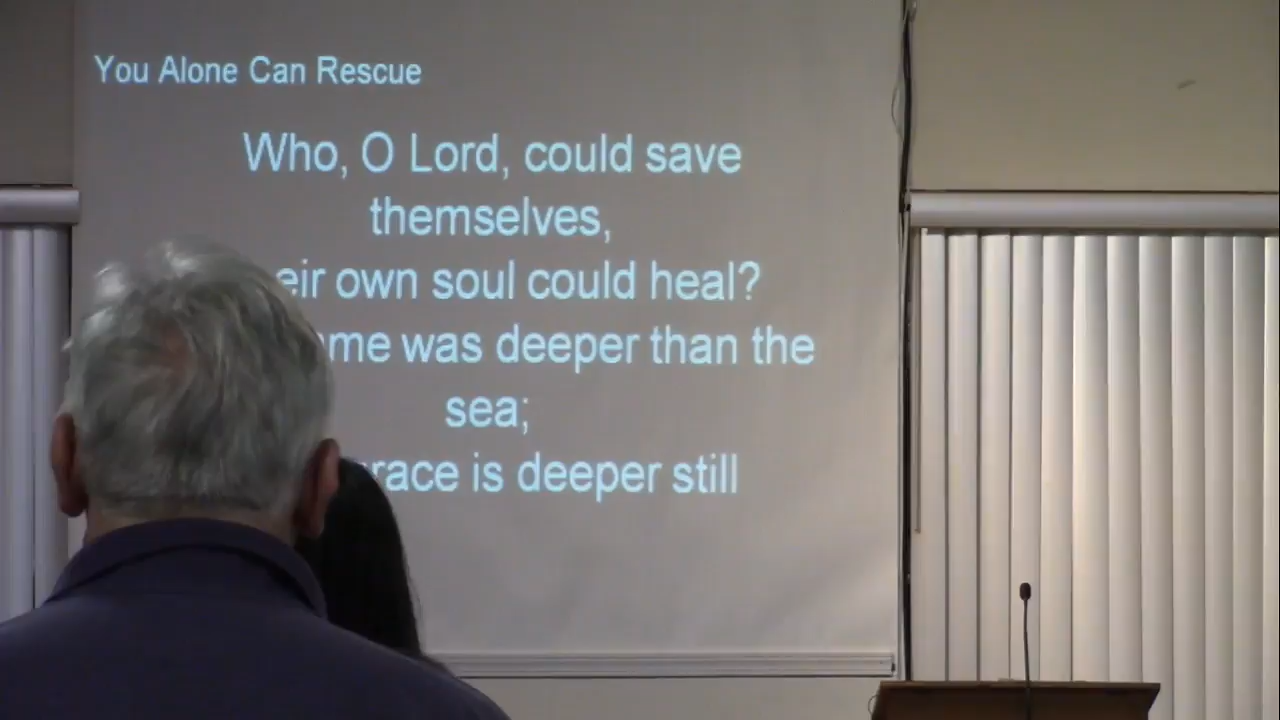 You Alone Can Rescue
Who, O Lord, could save
themselves,
eir own soul could heal?
me was deeper than the
sea;
race is deeper still